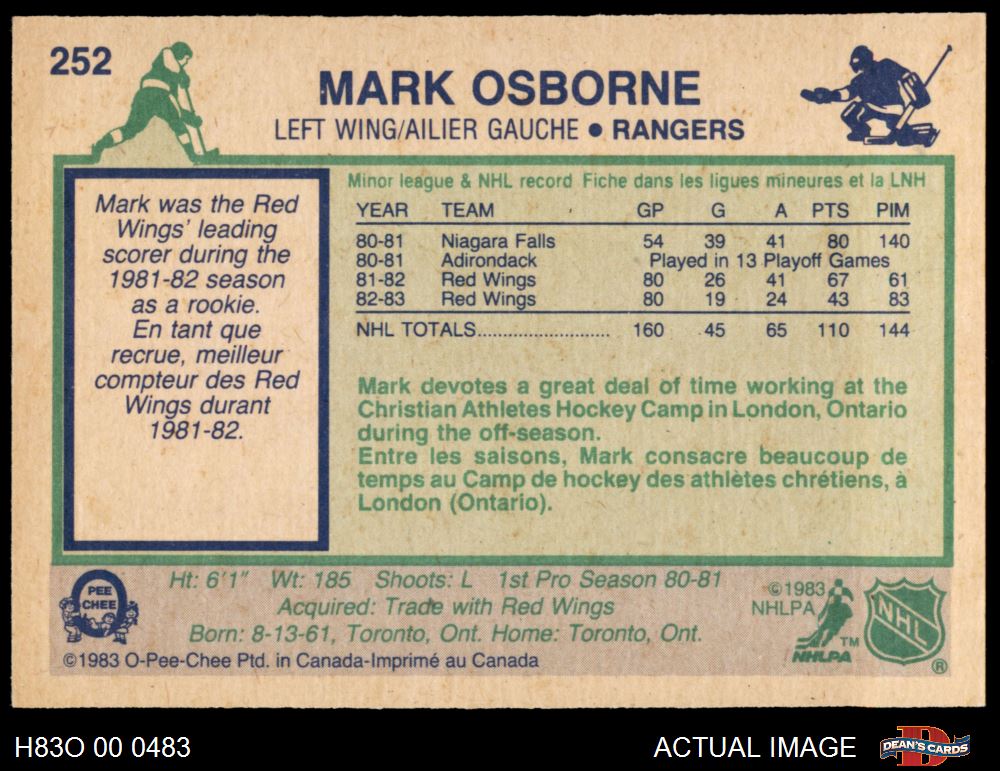 252
MARK OSBORNE
LEFT WING/AILIER GAUCHE • RANGERS
Mark was the Red
Wings' leading
scorer during the
1981-82 season
as a rookie.
En tant que
recrue, meilleur
compteur des Red
Wings durant
1981-82.
Minor league & NHL record Fiche dans les ligues mineures et la LNH
YEAR TEAM GP G A PTS PIM
80-81 Niagara Falls 54 39 41 80 140
80-81 Adirondack Played in 13 Playoff Games
81-82 Red Wings 80 26 41 67 61
82-83 Red Wings 80 19 24 43 83
NHL TOTALS............................ 160 45 65 110 144
Mark devotes a great deal of time working at the
Christian Athletes Hockey Camp in London, Ontario
during the off-season.
Entre les saisons, Mark consacre beaucoup de
temps au Camp de hockey des athlètes chrétiens, à
London (Ontario).
PEE
CHEE
Ht: 6'1" Wt: 185 Shoots: L 1st Pro Season 80-81
Acquired: Trade with Red Wings
Born: 8-13-61, Toronto, Ont. Home: Toronto, Ont.
©1983 O-Pee-Chee Ptd. in Canada-Imprimé au Canada
©1983
NHLPA
TM
NHLPA
NHL
®
H83O 00 0483
ACTUAL IMAGE
DEAN'S CARDS